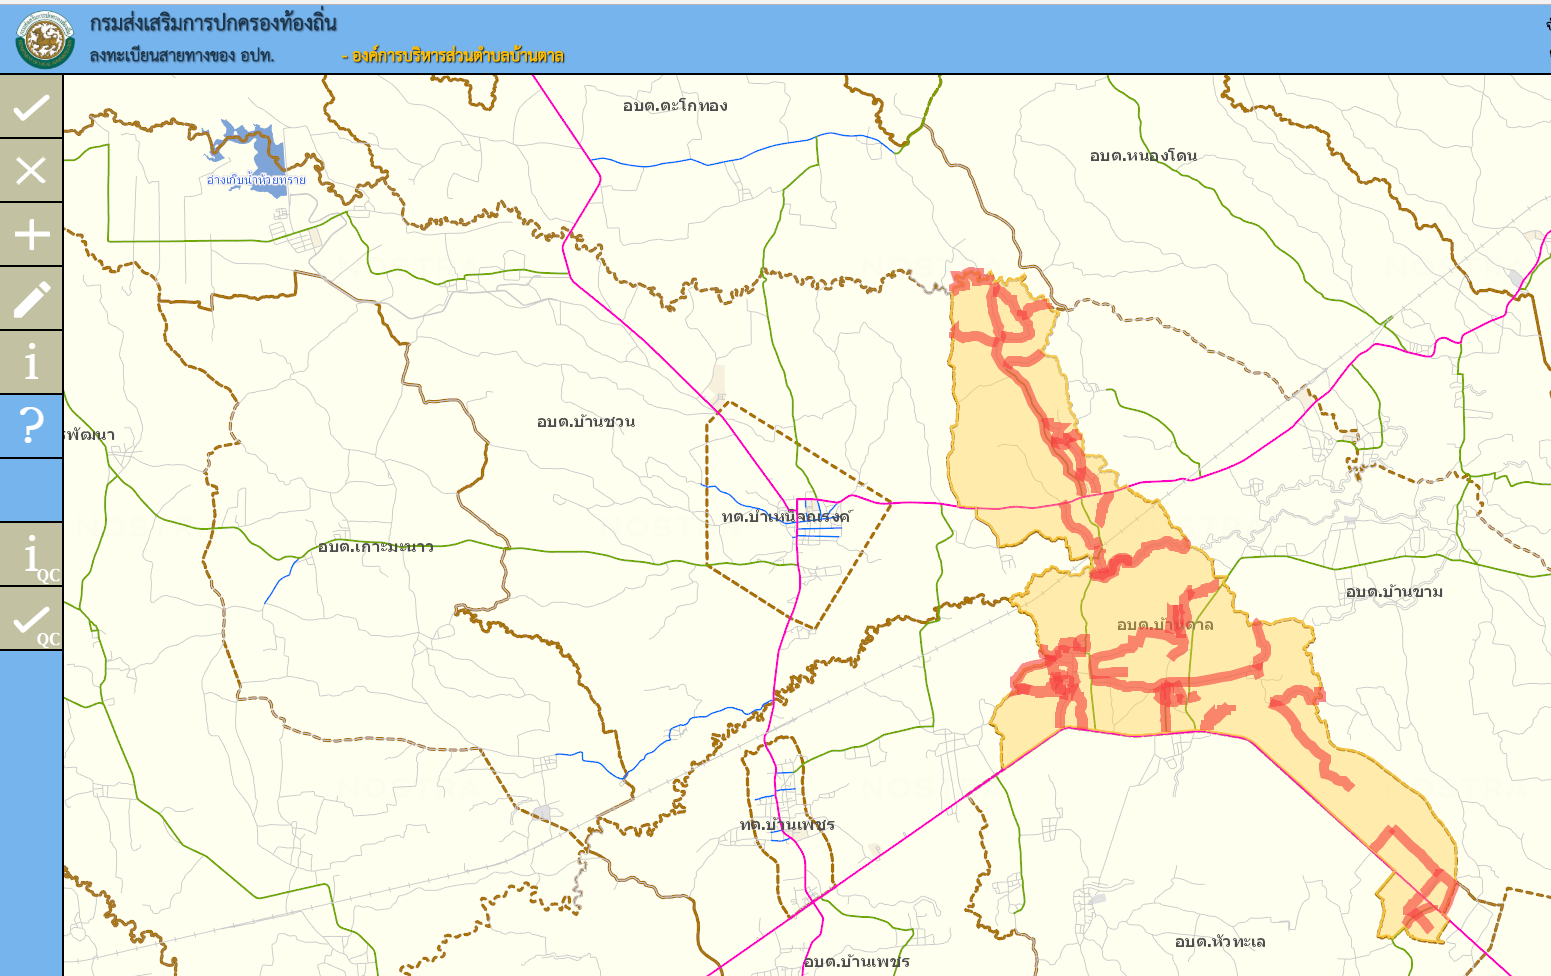 กรมส่งเสริมการปกครองท้องถิ่น
ลงทะเบียนสายทางของ อปท.
- องค์การบริหารส่วนตำบลบ้านตาล
อบต.ตะโกทอง
อบต.หนองโดน
อ่างเก็บน้ำห้วยทราย
อบต.บ้านชวน
พัฒนา
ทต.บำเหน็จณรงค์
อบต.เกาะมะนาว
อบต.บ้านขาม
อบต.บ้านตาล
ทต.บ้านเพชร
อบต.หัวทะเล
อบต.บ้านเพชร
i
?
i QC
QC